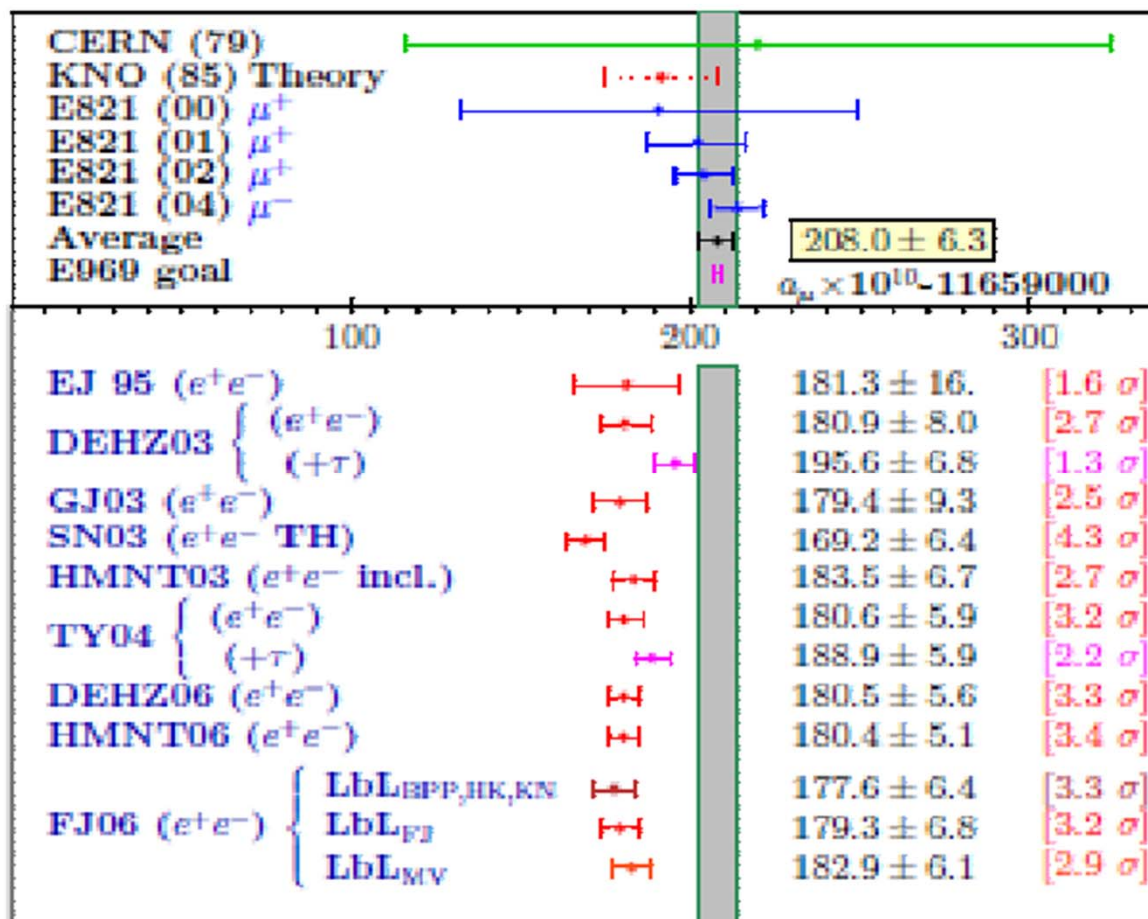 CERN (79)
KNO (85) Theory
E821 (00) μ⁺
E821 (01) μ⁺
E821 (02) μ⁺
E821 (04) μ⁻
Average 208.0 ± 6.3
E969 goal aμ×10¹⁰-11659000
100 200 300
EJ 95 (e⁺e⁻) 181.3 ± 16. [1.6 σ]
DEHZ03 { (e⁺e⁻) 180.9 ± 8.0 [2.7 σ]
(+τ) 195.6 ± 6.8 [1.3 σ]
GJ03 (e⁺e⁻) 179.4 ± 9.3 [2.5 σ]
SN03 (e⁺e⁻ TH) 169.2 ± 6.4 [4.3 σ]
HMNT03 (e⁺e⁻ incl.) 183.5 ± 6.7 [2.7 σ]
TY04 { (e⁺e⁻) 180.6 ± 5.9 [3.2 σ]
(+τ) 188.9 ± 5.9 [2.2 σ]
DEHZ06 (e⁺e⁻) 180.5 ± 5.6 [3.3 σ]
HMNT06 (e⁺e⁻) 180.4 ± 5.1 [3.4 σ]
LbL BPP,HK,KN 177.6 ± 6.4 [3.3 σ]
FJ06 (e⁺e⁻) { LbL FJ 179.3 ± 6.8 [3.2 σ]
LbL MV 182.9 ± 6.1 [2.9 σ]